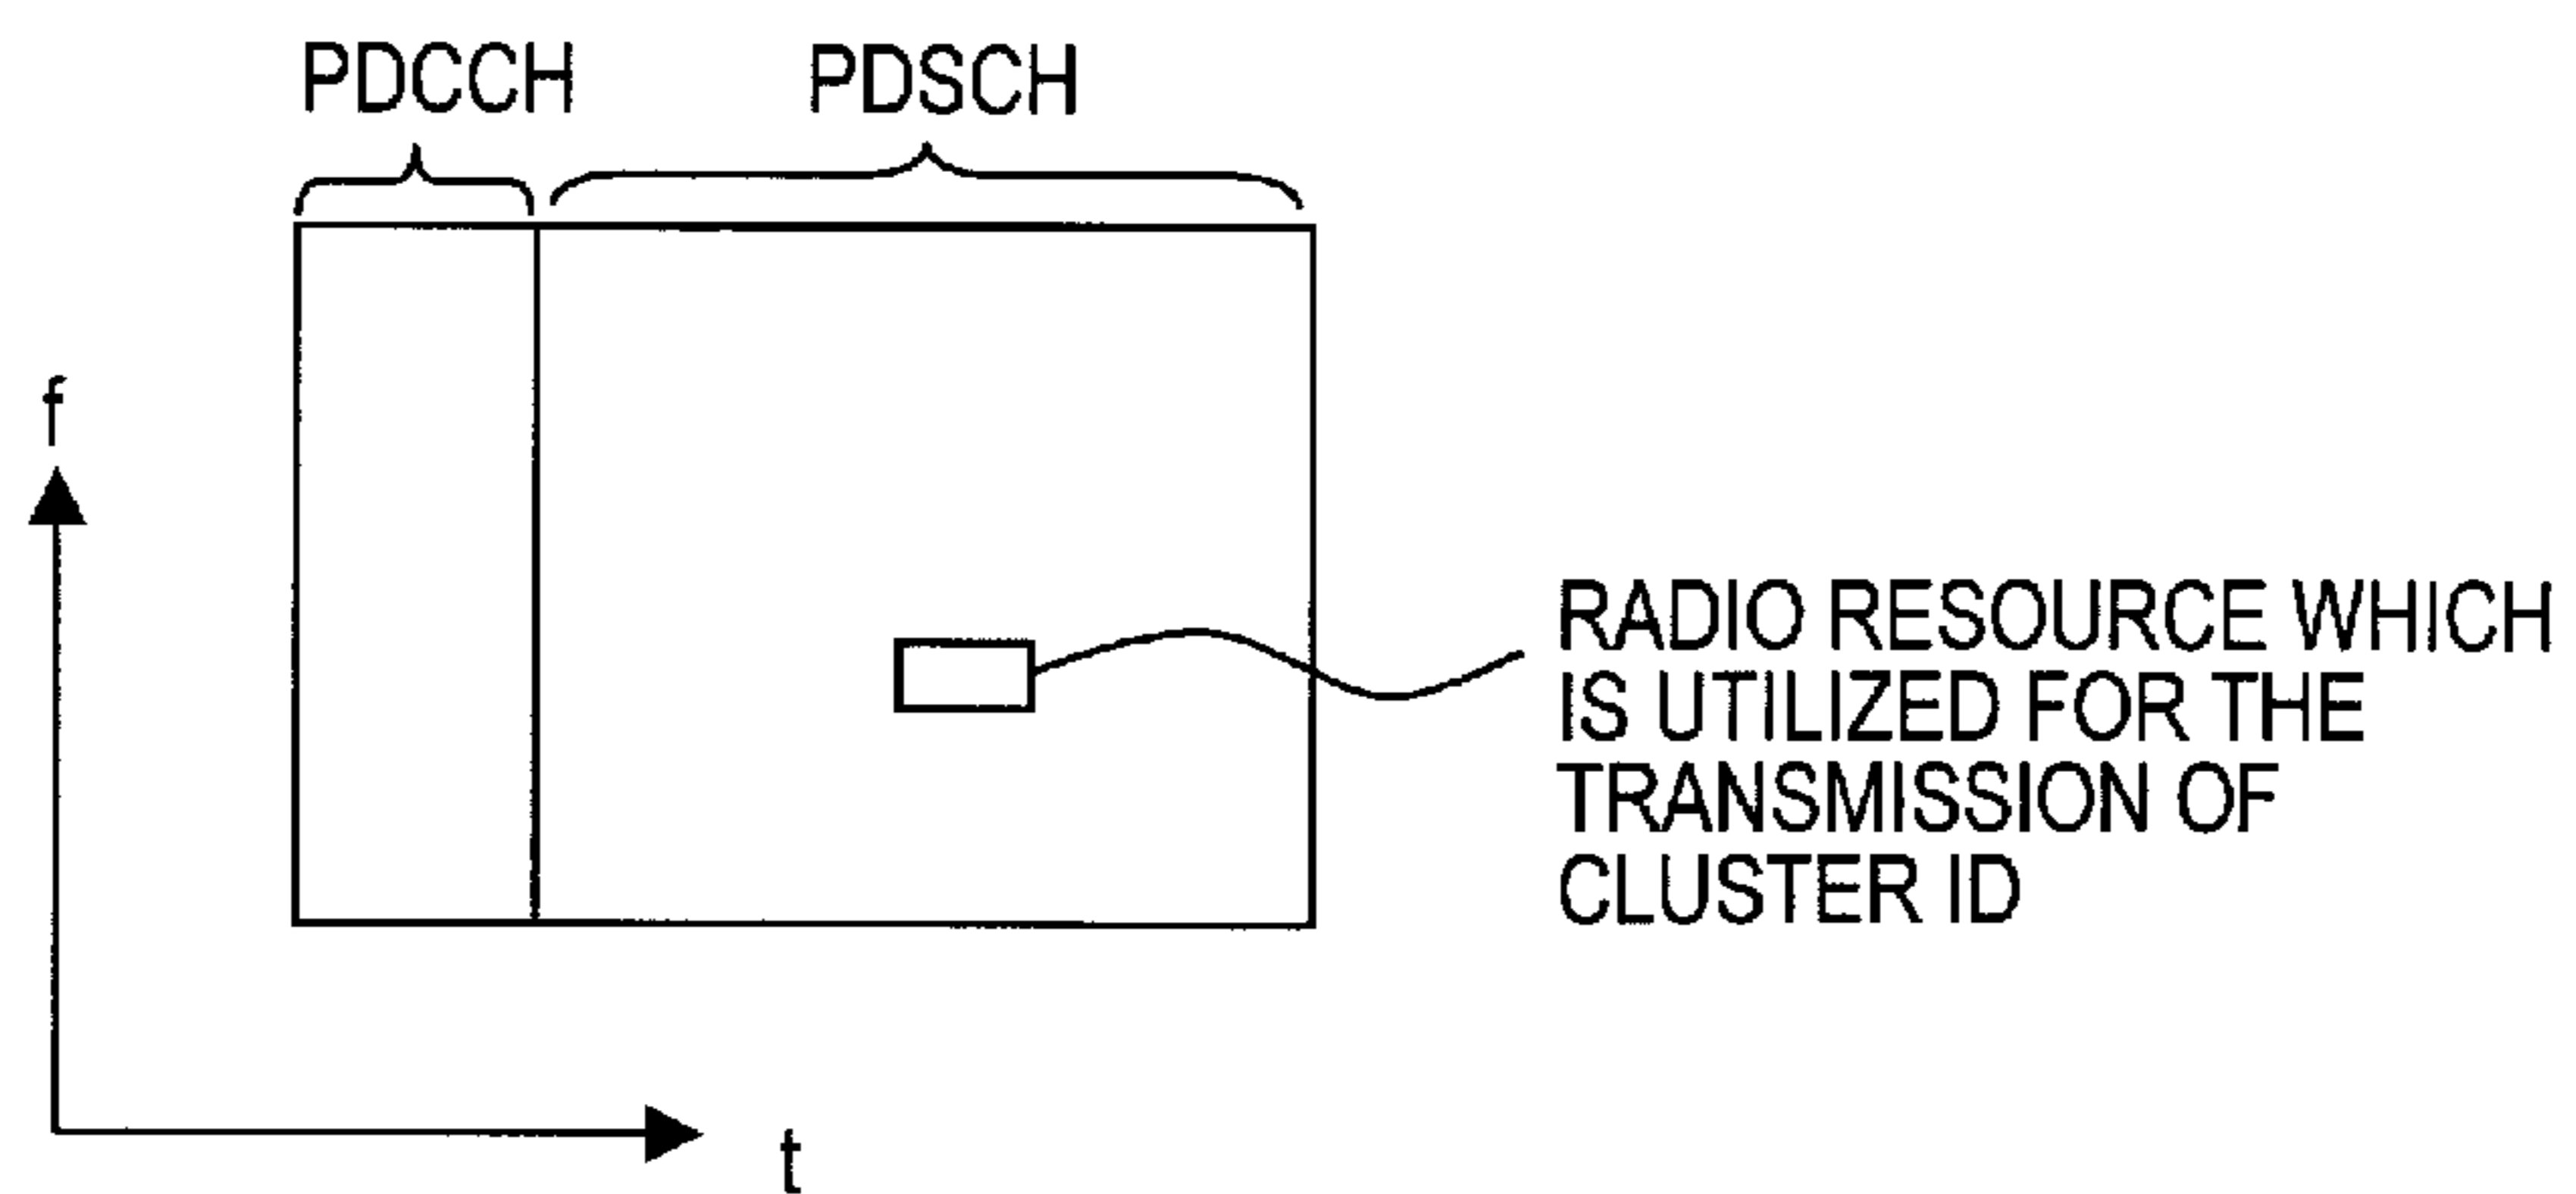 PDCCH
PDSCH
f
RADIO RESOURCE WHICH
IS UTILIZED FOR THE
TRANSMISSION OF
CLUSTER ID
t